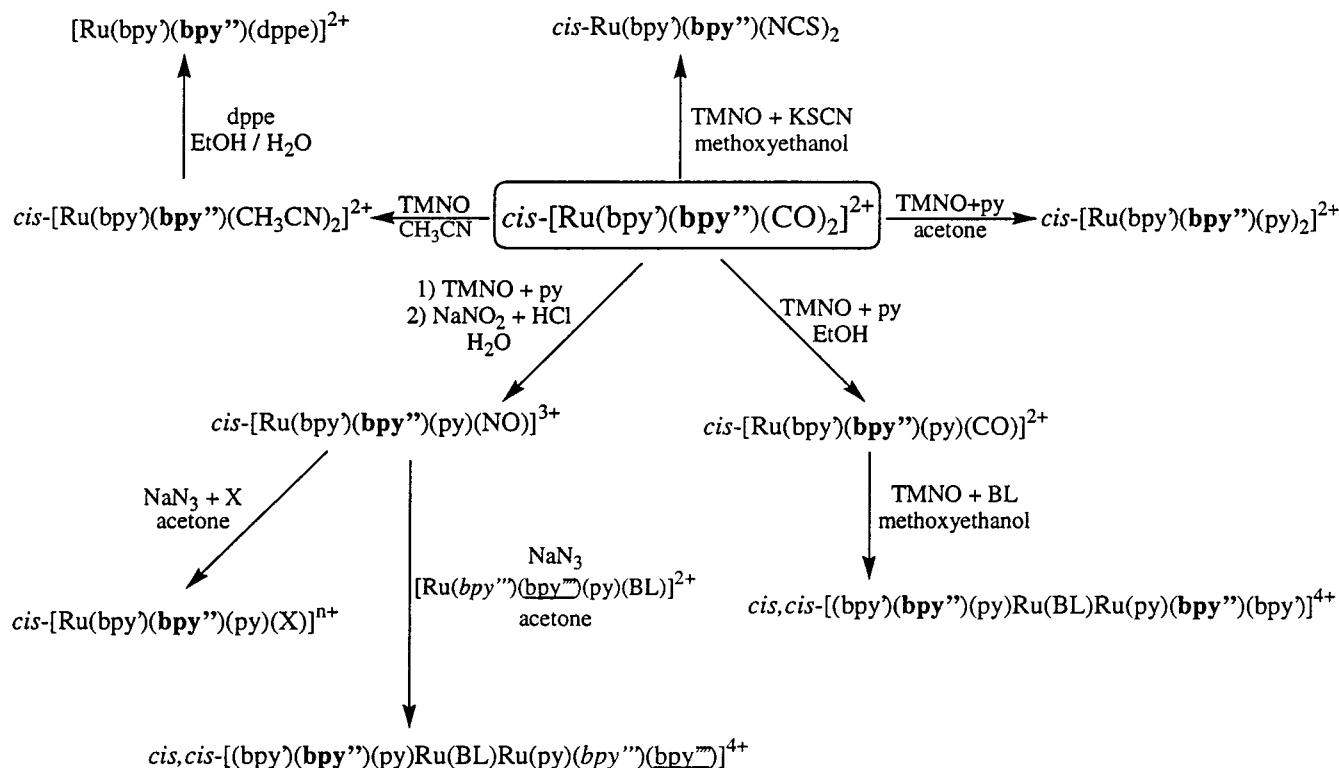 [Ru(bpy')(bpy'')(dppe)]²⁺
cis-Ru(bpy')(bpy'')(NCS)₂
dppe
EtOH / H₂O
TMNO + KSCN
methoxyethanol
cis-[Ru(bpy')(bpy'')(CH₃CN)₂]²⁺
TMNO
CH₃CN
cis-[Ru(bpy')(bpy'')(CO)₂]²⁺
TMNO+py
acetone
cis-[Ru(bpy')(bpy'')(py)₂]²⁺
1) TMNO + py
2) NaNO₂ + HCl
H₂O
TMNO + py
EtOH
cis-[Ru(bpy')(bpy'')(py)(NO)]³⁺
cis-[Ru(bpy')(bpy'')(py)(CO)]²⁺
NaN₃ + X
acetone
TMNO + BL
methoxyethanol
NaN₃
[Ru(bpy''')(bpy'''')(py)(BL)]²⁺
acetone
cis-[Ru(bpy')(bpy'')(py)(X)]ⁿ⁺
cis,cis-[(bpy')(bpy'')(py)Ru(BL)Ru(py)(bpy'')(bpy')]⁴⁺
cis,cis-[(bpy')(bpy'')(py)Ru(BL)Ru(py)(bpy''')(bpy'''')]⁴⁺